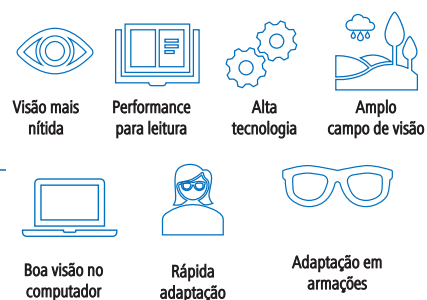 Visão mais
nítida
Performance
para leitura
Alta
tecnologia
Amplo
campo de visão
Boa visão no
computador
Rápida
adaptação
Adaptação em
armações